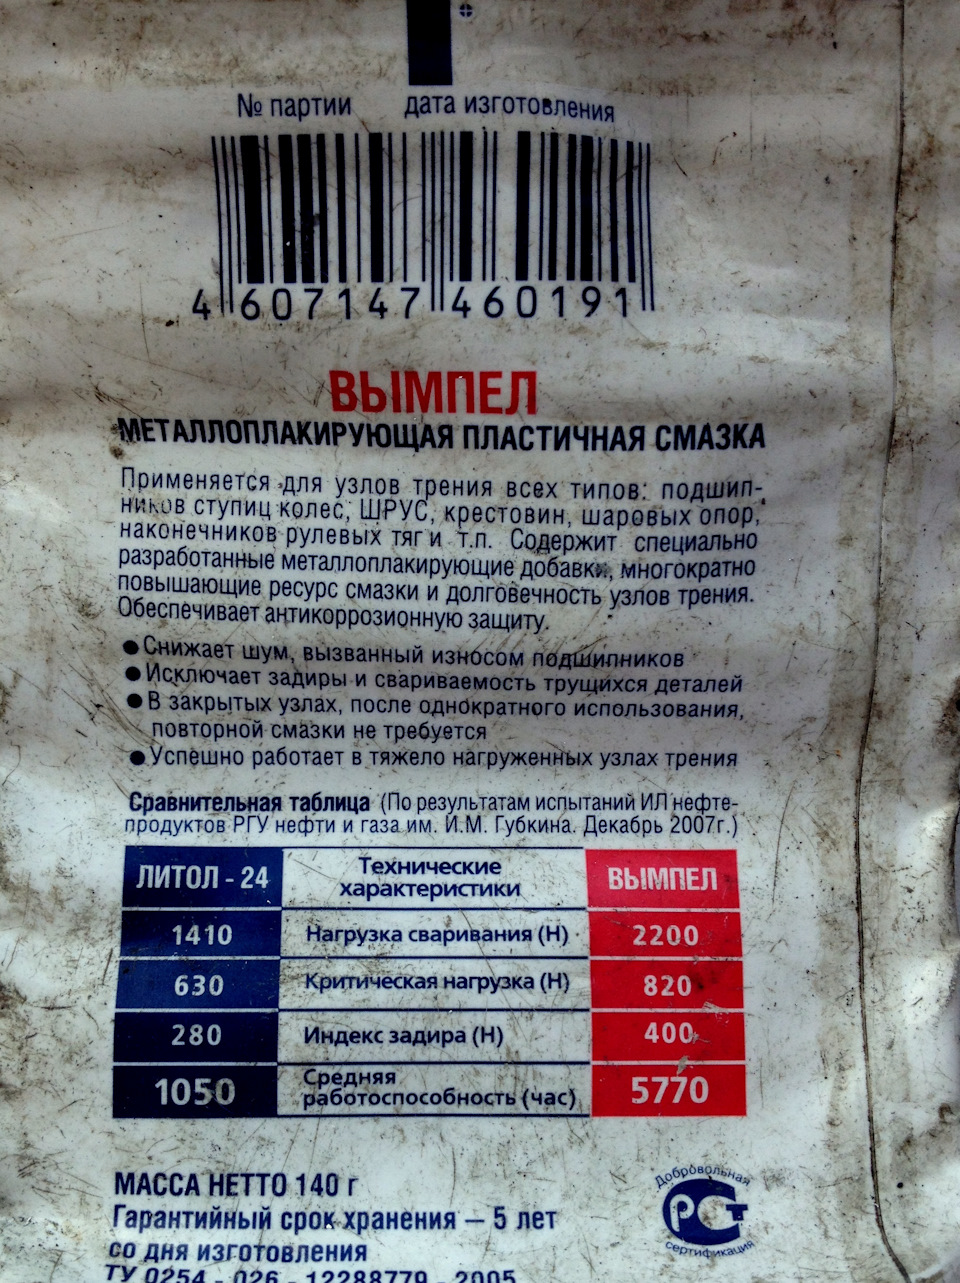 № партии дата изготовления
4 607147 460191
ВЫМПЕЛ
МЕТАЛЛОПЛАКИРУЮЩАЯ ПЛАСТИЧНАЯ СМАЗКА
Применяется для узлов трения всех типов: подшип-
ников ступиц колес, ШРУС, крестовин, шаровых опор,
наконечников рулевых тяг и т.п. Содержит специально
разработанные металлоплакирующие добавки, многократно
повышающие ресурс смазки и долговечность узлов трения.
Обеспечивает антикоррозионную защиту.
● Снижает шум, вызванный износом подшипников
● Исключает задиры и свариваемость трущихся деталей
● В закрытых узлах, после однократного использования,
повторной смазки не требуется
● Успешно работает в тяжело нагруженных узлах трения
Сравнительная таблица (По результатам испытаний ИЛ нефте-
продуктов РГУ нефти и газа им. И.М. Губкина. Декабрь 2007г.)
ЛИТОЛ - 24 Технические характеристики ВЫМПЕЛ
1410 Нагрузка сваривания (Н) 2200
630 Критическая нагрузка (Н) 820
280 Индекс задира (Н) 400
1050 Средняя работоспособность (час) 5770
МАССА НЕТТО 140 г
Гарантийный срок хранения — 5 лет
со дня изготовления
ТУ 0254 - 026 - 12288779 - 2005
Добровольная
РСТ
сертификация